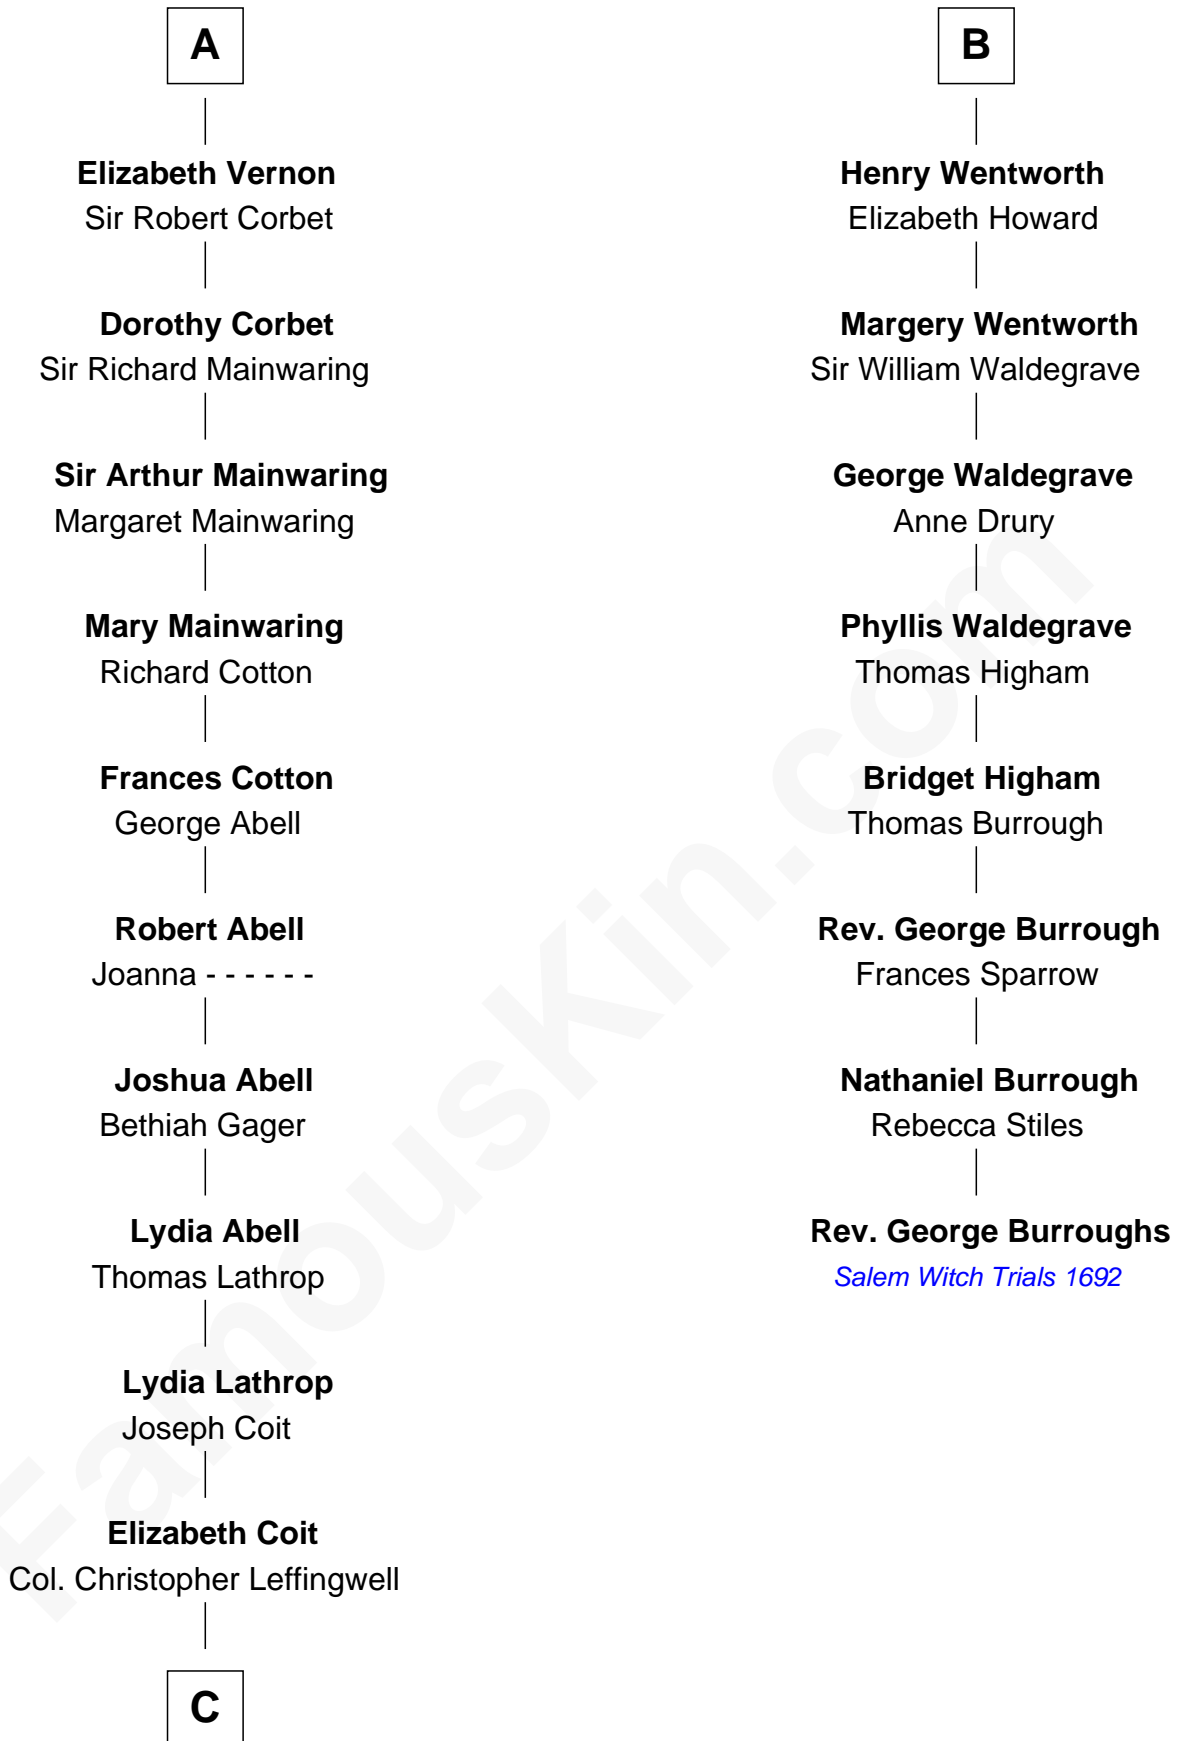 A
Elizabeth Vernon
Sir Robert Corbet
Dorothy Corbet
Sir Richard Mainwaring
Sir Arthur Mainwaring
Margaret Mainwaring
Mary Mainwaring
Richard Cotton
Frances Cotton
George Abell
Robert Abell
Joanna - - - - - -
Joshua Abell
Bethiah Gager
Lydia Abell
Thomas Lathrop
Lydia Lathrop
Joseph Coit
Elizabeth Coit
Col. Christopher Leffingwell
C
B
Henry Wentworth
Elizabeth Howard
Margery Wentworth
Sir William Waldegrave
George Waldegrave
Anne Drury
Phyllis Waldegrave
Thomas Higham
Bridget Higham
Thomas Burrough
Rev. George Burrough
Frances Sparrow
Nathaniel Burrough
Rebecca Stiles
Rev. George Burroughs
Salem Witch Trials 1692
FamousKin.com